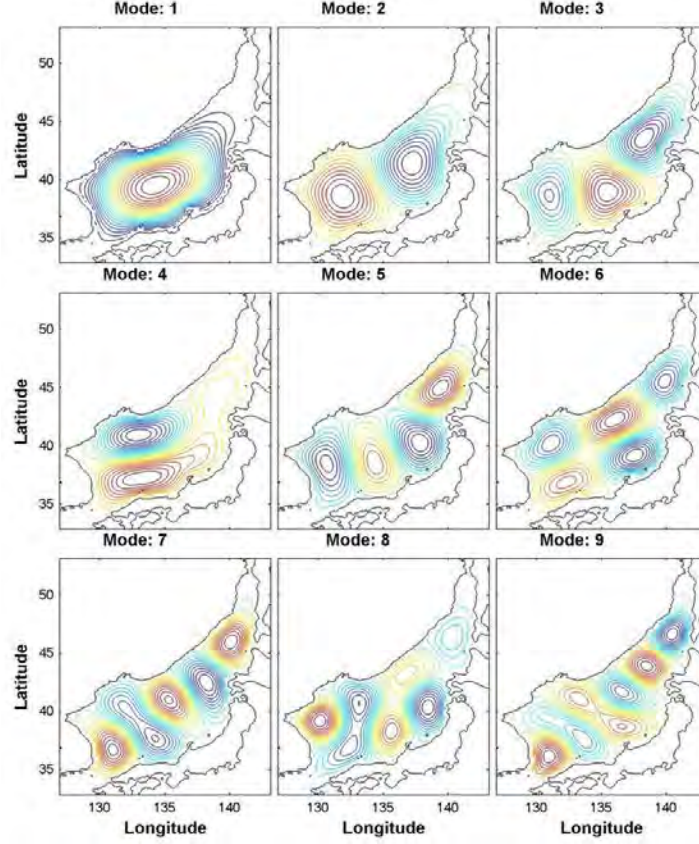 Mode: 1
Mode: 2
Mode: 3
50
45
40
35
Latitude
Mode: 4
Mode: 5
Mode: 6
50
45
40
35
Latitude
Mode: 7
Mode: 8
Mode: 9
50
45
40
35
Latitude
130 135 140
130 135 140
130 135 140
Longitude
Longitude
Longitude